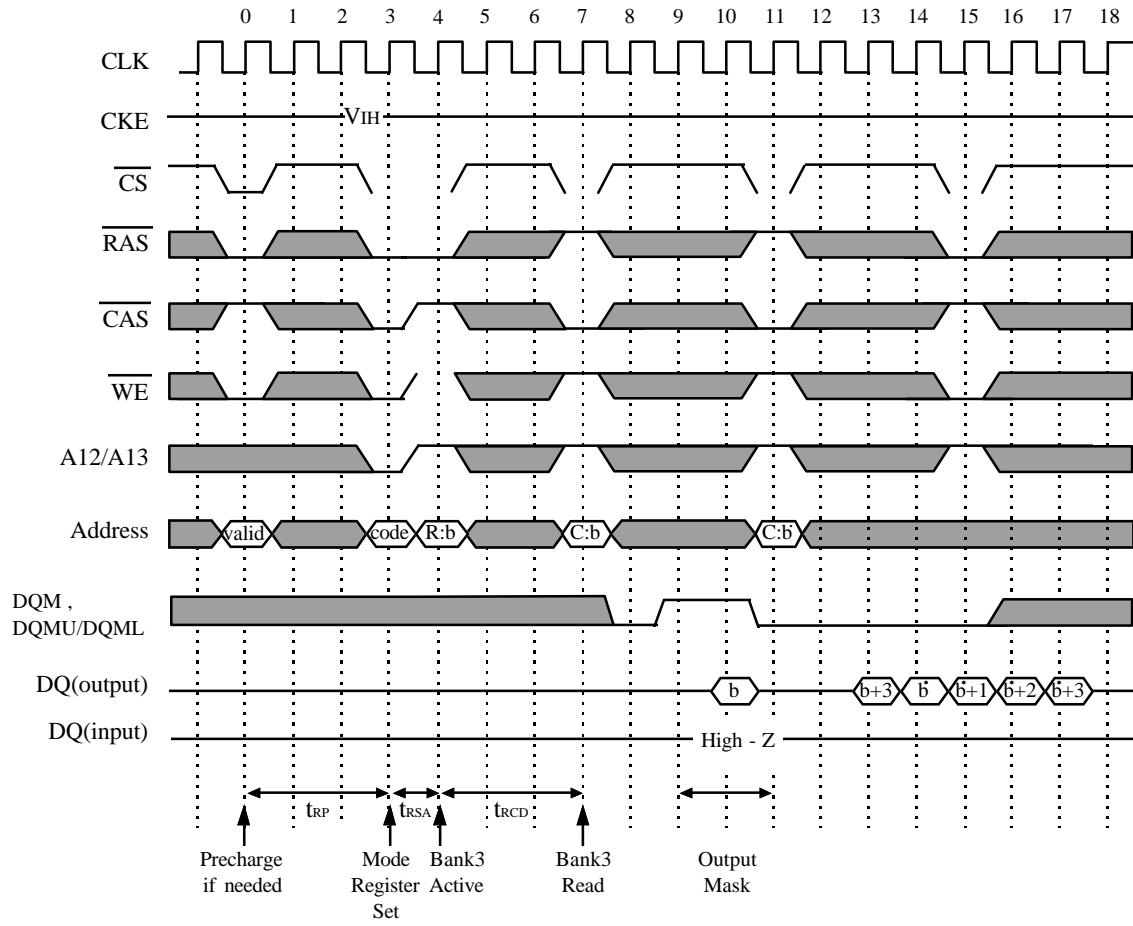 0 1 2 3 4 5 6 7 8 9 10 11 12 13 14 15 16 17 18
CLK
CKE
VIH
CS
RAS
CAS
WE
A12/A13
Address
valid
code
R:b
C:b
C:b
DQM ,
DQMU/DQML
DQ(output)
b
b+3
b
b+1
b+2
b+3
DQ(input)
High - Z
tRP
tRSA
tRCD
Precharge
if needed
Mode
Register
Set
Bank3
Active
Bank3
Read
Output
Mask